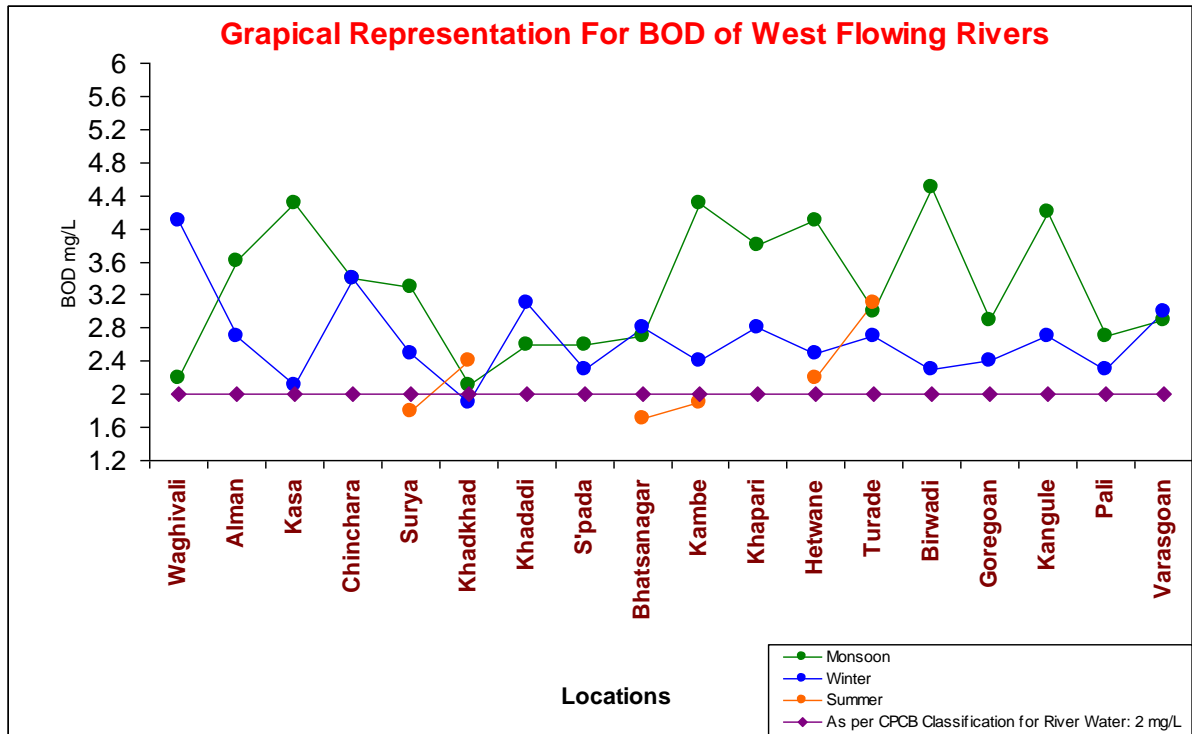 Grapical Representation For BOD of West Flowing Rivers
6
5.6
5.2
4.8
4.4
4
3.6
3.2
2.8
2.4
2
1.6
1.2
BOD mg/L
Waghivali
Alman
Kasa
Chinchara
Surya
Khadkhad
Khadadi
S'pada
Bhatsanagar
Kambe
Khapari
Hetwane
Turade
Birwadi
Goregoan
Kangule
Pali
Varasgoan
Locations
Monsoon
Winter
Summer
As per CPCB Classification for River Water: 2 mg/L